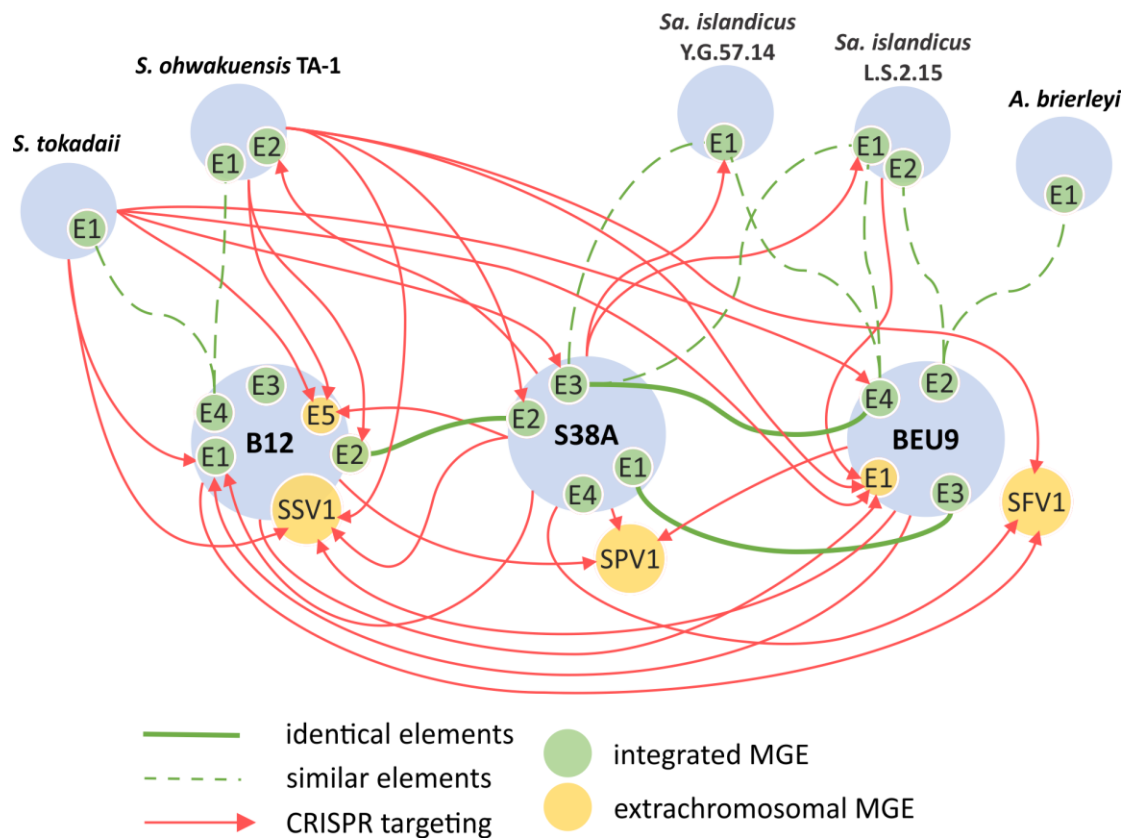 Sa. islandicus
Y.G.57.14
Sa. islandicus
L.S.2.15
S. ohwakuensis TA-1
A. brierleyi
S. tokadaii
E1
E2
E1
E1
E2
E1
E1
E3
E4
E5
B12
E1
E2
SSV1
E3
E2
S38A
E1
E4
SPV1
E2
E4
BEU9
E1
E3
SFV1
identical elements
similar elements
CRISPR targeting
integrated MGE
extrachromosomal MGE